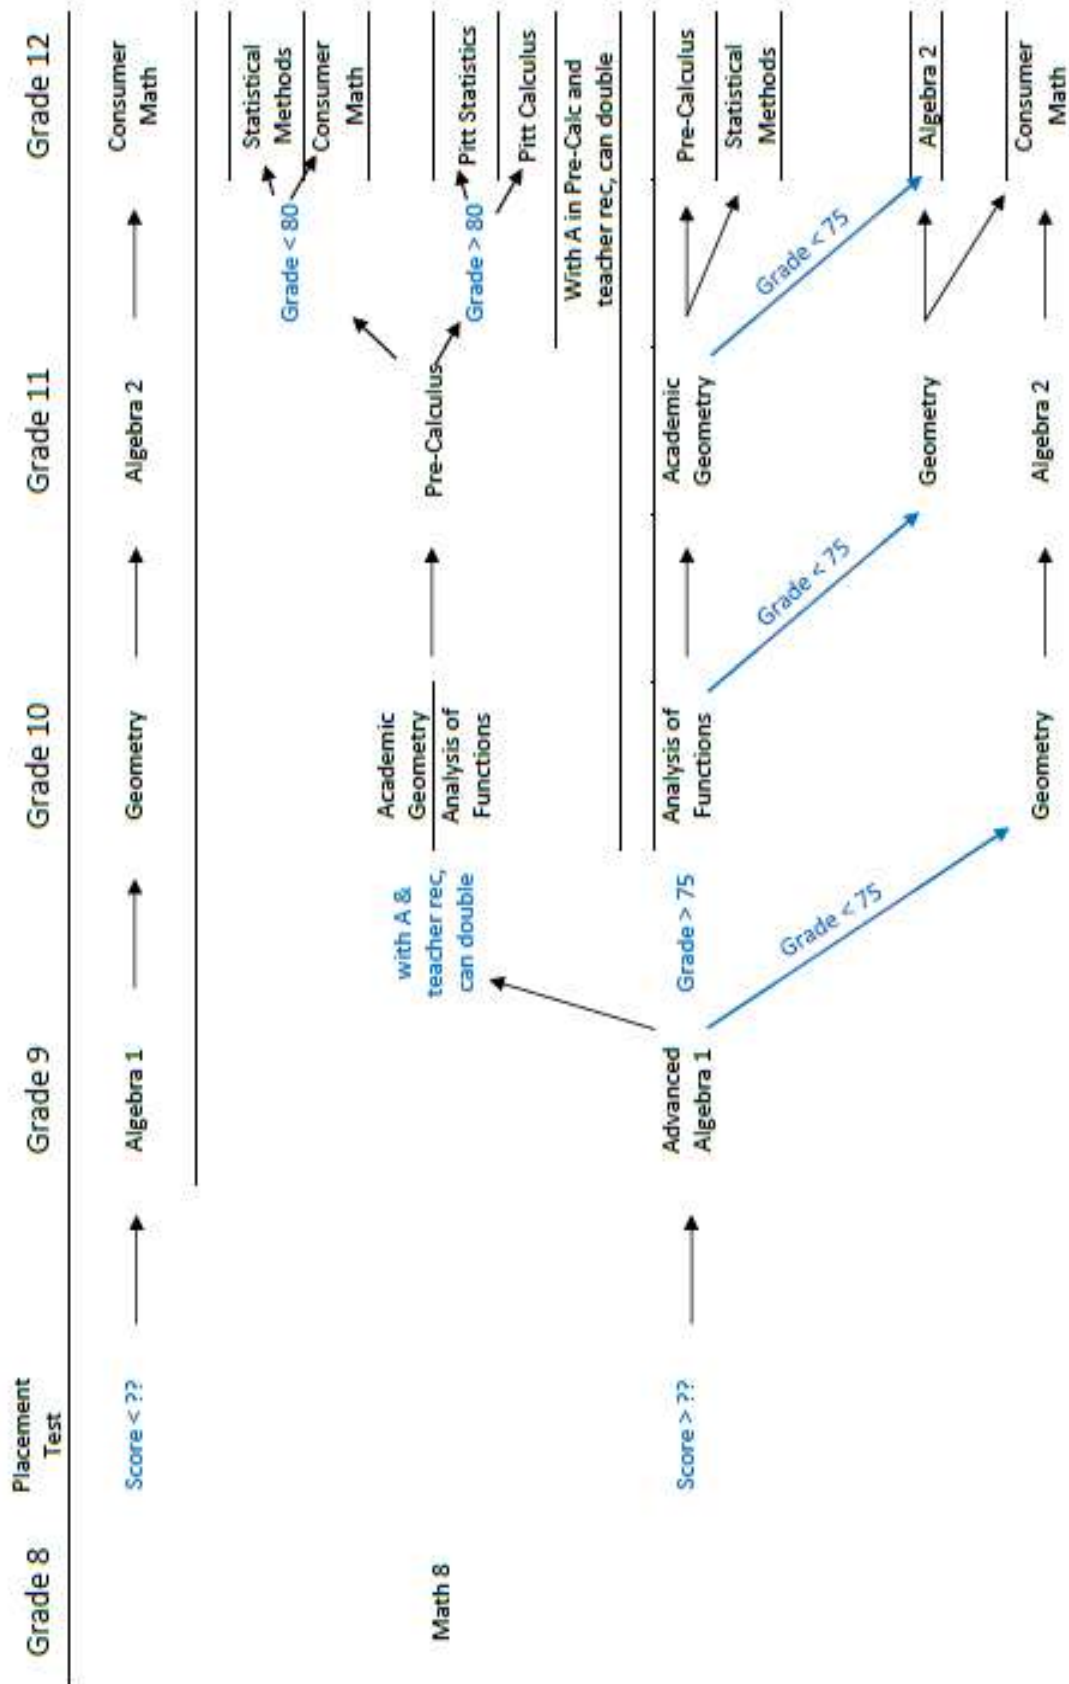 Grade 8
Placement
Test
Grade 9
Grade 10
Grade 11
Grade 12
Score < ??
Algebra 1
Geometry
Algebra 2
Consumer
Math
Statistical
Methods
Grade < 80
Consumer
Math
Math 8
with A &
teacher rec,
can double
Academic
Geometry
Analysis of
Functions
Pre-Calculus
Grade > 80
Pitt Statistics
Pitt Calculus
With A in Pre-Calc and
teacher rec, can double
Score > ??
Advanced
Algebra 1
Grade > 75
Analysis of
Functions
Academic
Geometry
Pre-Calculus
Statistical
Methods
Grade < 75
Grade < 75
Grade < 75
Geometry
Algebra 2
Geometry
Algebra 2
Consumer
Math